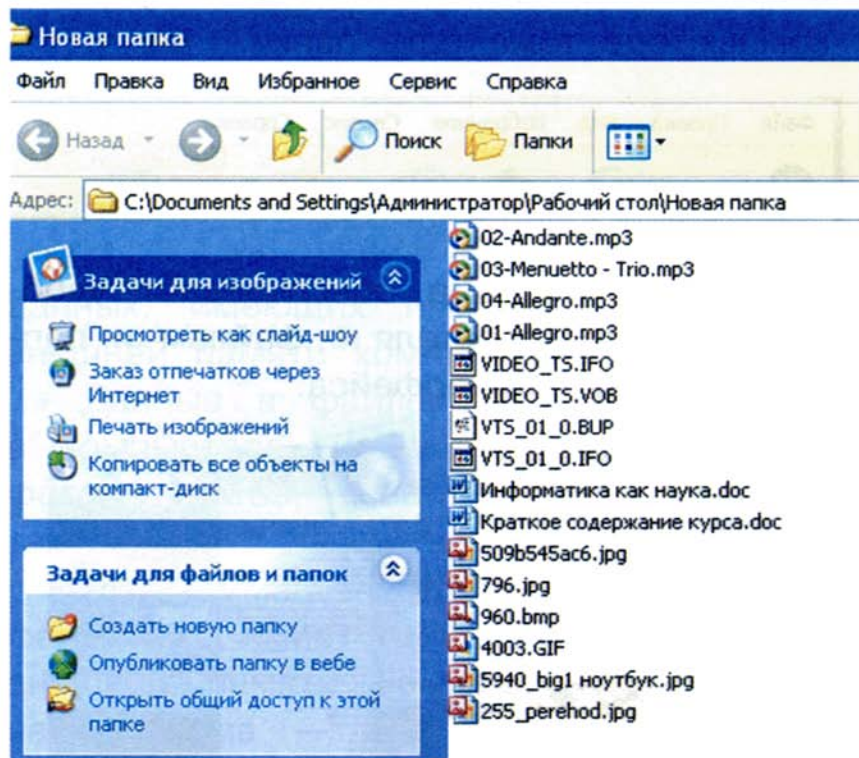 Новая папка
Файл Правка Вид Избранное Сервис Справка
Назад Поиск Папки
Адрес: C:\Documents and Settings\Администратор\Рабочий стол\Новая папка
Задачи для изображений
Просмотреть как слайд-шоу
Заказ отпечатков через
Интернет
Печать изображений
Копировать все объекты на
компакт-диск
Задачи для файлов и папок
Создать новую папку
Опубликовать папку в вебе
Открыть общий доступ к этой
папке
02-Andante.mp3
03-Menuetto - Trio.mp3
04-Allegro.mp3
01-Allegro.mp3
VIDEO_TS.IFO
VIDEO_TS.VOB
VTS_01_0.BUP
VTS_01_0.IFO
Информатика как наука.doc
Краткое содержание курса.doc
509b545ac6.jpg
796.jpg
960.bmp
4003.GIF
5940_big1 ноутбук.jpg
255_perehod.jpg